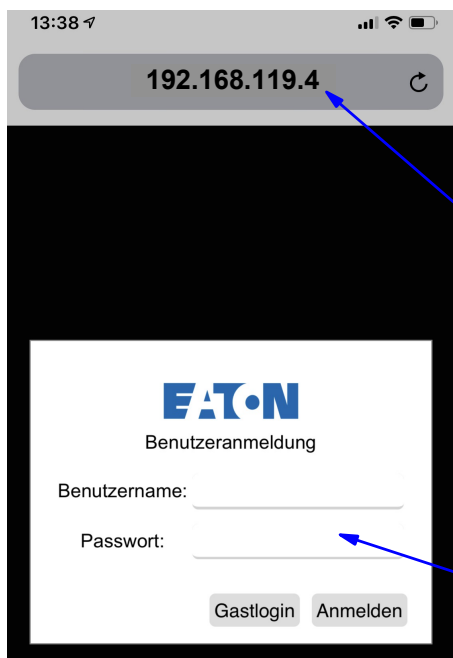 13:38
192.168.119.4
EATON
Benutzeranmeldung
Benutzername:
Passwort:
Gastlogin Anmelden